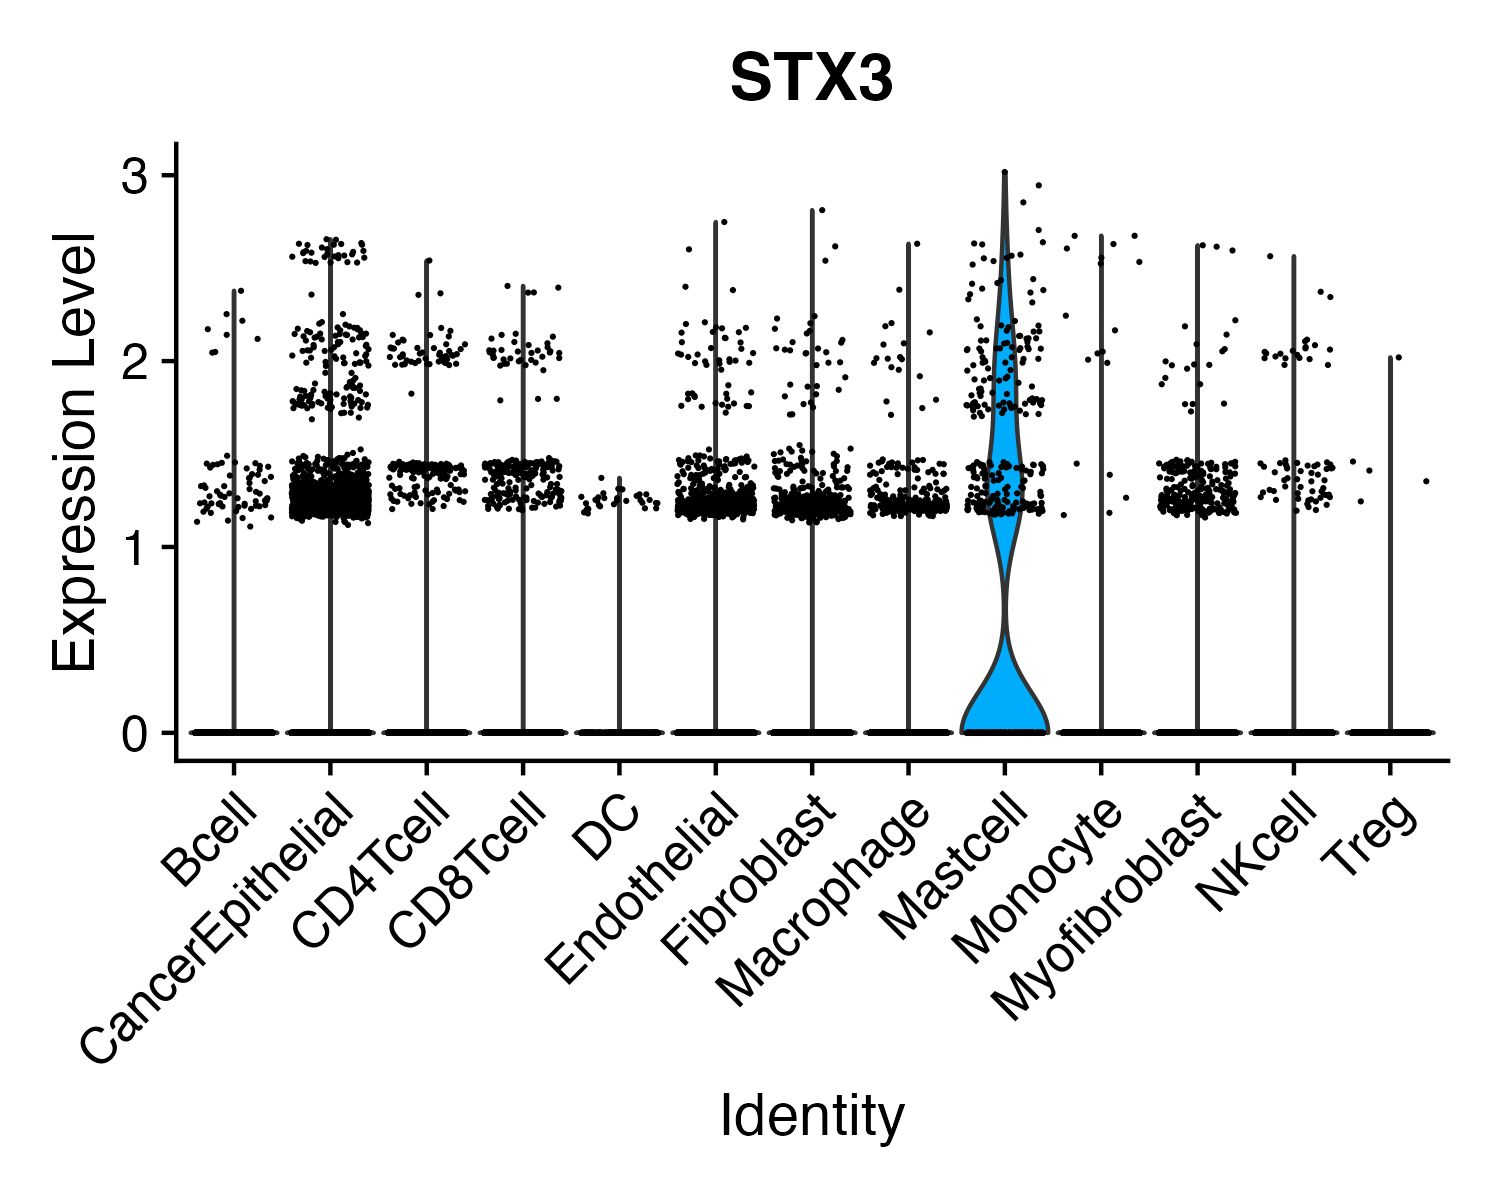 STX3
Expression Level
3
2
1
0
Bcell
CancerEpithelial
CD4Tcell
CD8Tcell
DC
Endothelial
Fibroblast
Macrophage
Mastcell
Monocyte
Myofibroblast
NKcell
Treg
Identity